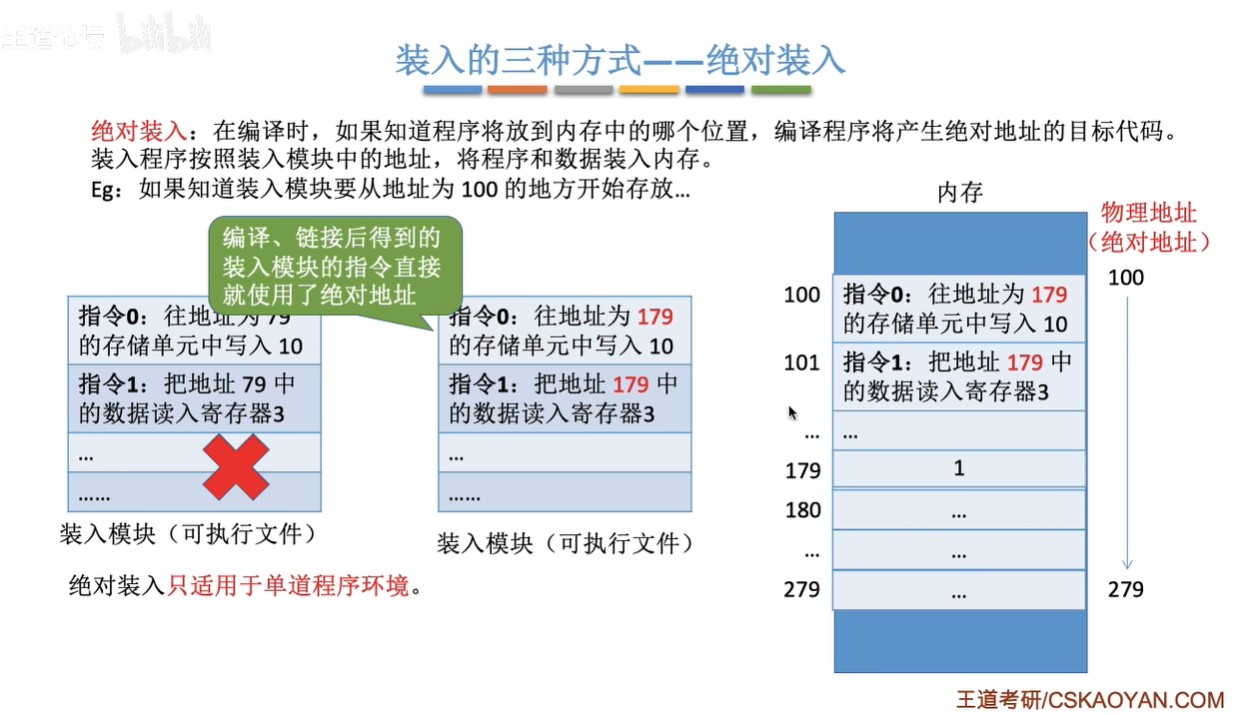 王道论坛 bilibili
装入的三种方式——绝对装入
绝对装入：在编译时，如果知道程序将放到内存中的哪个位置，编译程序将产生绝对地址的目标代码。
装入程序按照装入模块中的地址，将程序和数据装入内存。
Eg：如果知道装入模块要从地址为 100 的地方开始存放...
编译、链接后得到的
装入模块的指令直接
就使用了绝对地址
指令0：往地址为 79
的存储单元中写入 10
指令1：把地址 79 中
的数据读入寄存器3
...
......
装入模块（可执行文件）
指令0：往地址为 179
的存储单元中写入 10
指令1：把地址 179 中
的数据读入寄存器3
...
......
装入模块（可执行文件）
绝对装入只适用于单道程序环境。
内存
物理地址
（绝对地址）
100
指令0：往地址为 179
的存储单元中写入 10
100
101
指令1：把地址 179 中
的数据读入寄存器3
...
...
179
1
180
...
...
...
279
...
279
王道考研/CSKAOYAN.COM